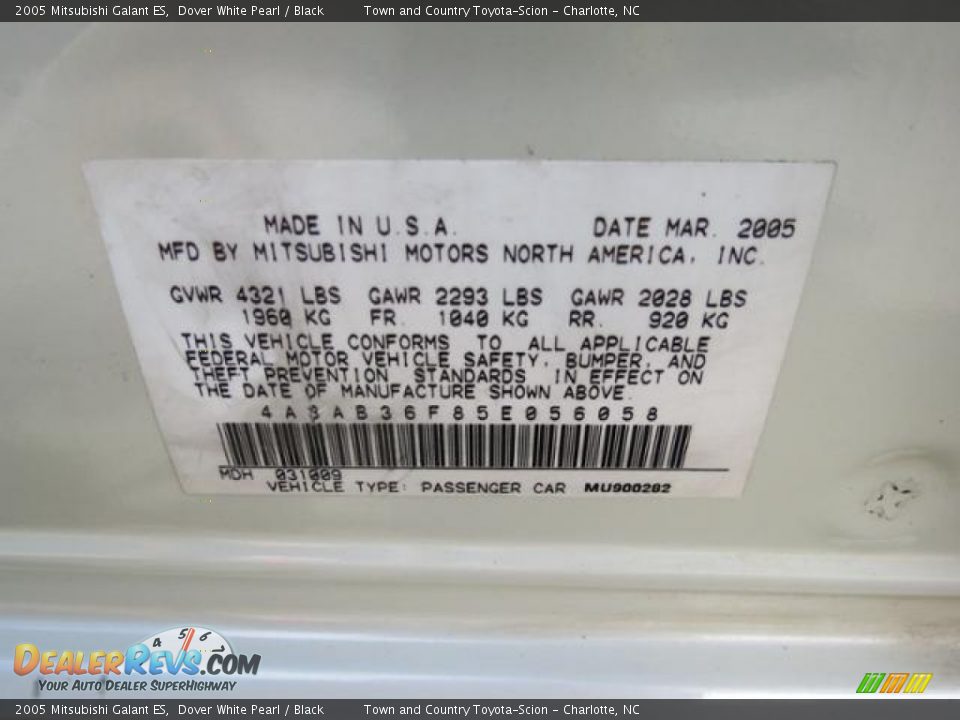 2005 Mitsubishi Galant ES, Dover White Pearl / Black Town and Country Toyota-Scion - Charlotte, NC
MADE IN U.S.A. DATE MAR. 2005
MFD BY MITSUBISHI MOTORS NORTH AMERICA, INC.
GVWR 4321 LBS GAWR 2293 LBS GAWR 2028 LBS
1960 KG FR. 1040 KG RR. 920 KG
THIS VEHICLE CONFORMS TO ALL APPLICABLE
FEDERAL MOTOR VEHICLE SAFETY, BUMPER, AND
THEFT PREVENTION STANDARDS IN EFFECT ON
THE DATE OF MANUFACTURE SHOWN ABOVE.
4A3AB36F85E056058
MDH 031009
VEHICLE TYPE: PASSENGER CAR MU900282
4 5 6
DEALERREVS.COM
YOUR AUTO DEALER SUPERHIGHWAY
2005 Mitsubishi Galant ES, Dover White Pearl / Black Town and Country Toyota-Scion - Charlotte, NC